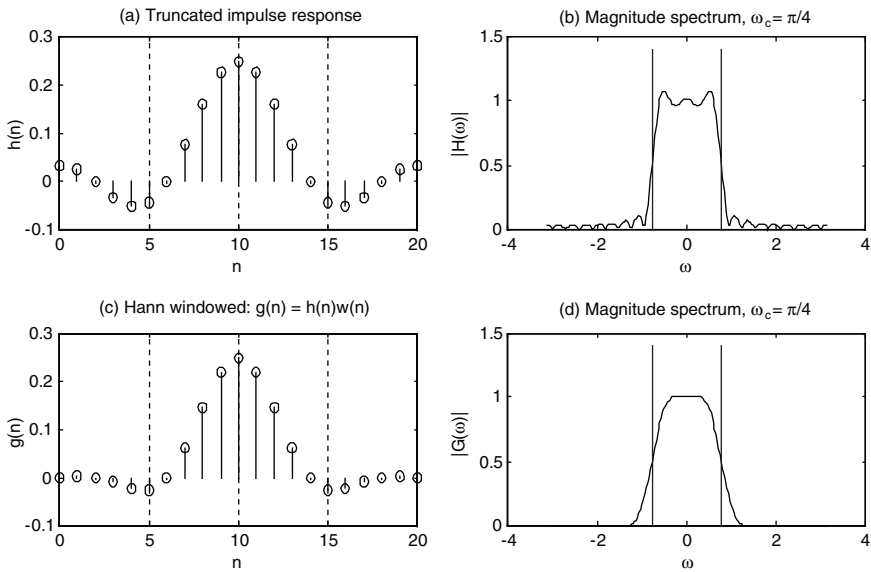 (a) Truncated impulse response
0.3
0.2
0.1
0
-0.1
h(n)
0 5 10 15 20
n
(b) Magnitude spectrum, ω_c = π/4
1.5
1
0.5
0
|H(ω)|
-4 -2 0 2 4
ω
(c) Hann windowed: g(n) = h(n)w(n)
0.3
0.2
0.1
0
-0.1
g(n)
0 5 10 15 20
n
(d) Magnitude spectrum, ω_c = π/4
1.5
1
0.5
0
|G(ω)|
-4 -2 0 2 4
ω